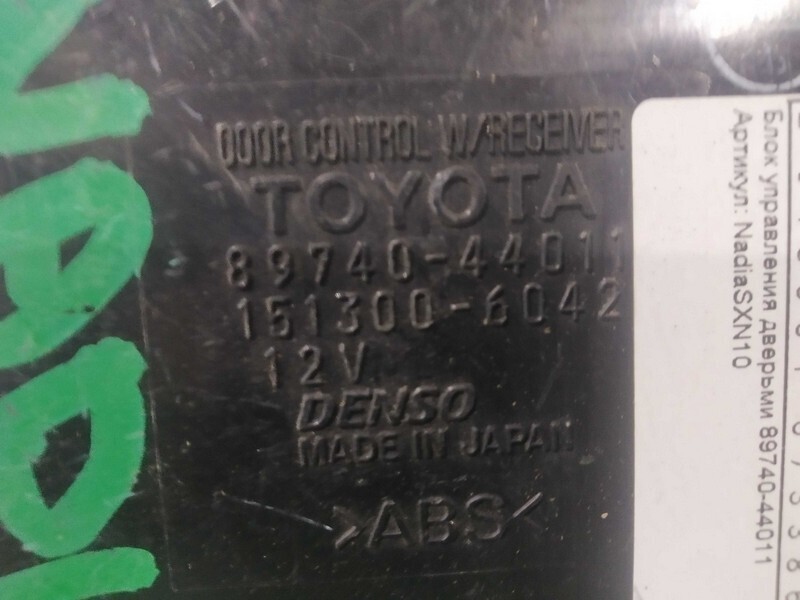 DOOR CONTROL W/RECEIVER
TOYOTA
89740-44011
151300-6042
12V
DENSO
MADE IN JAPAN
>ABS<
Блок управления дверьми 89740-44011
Артикул: NadiaSXN10
NADI